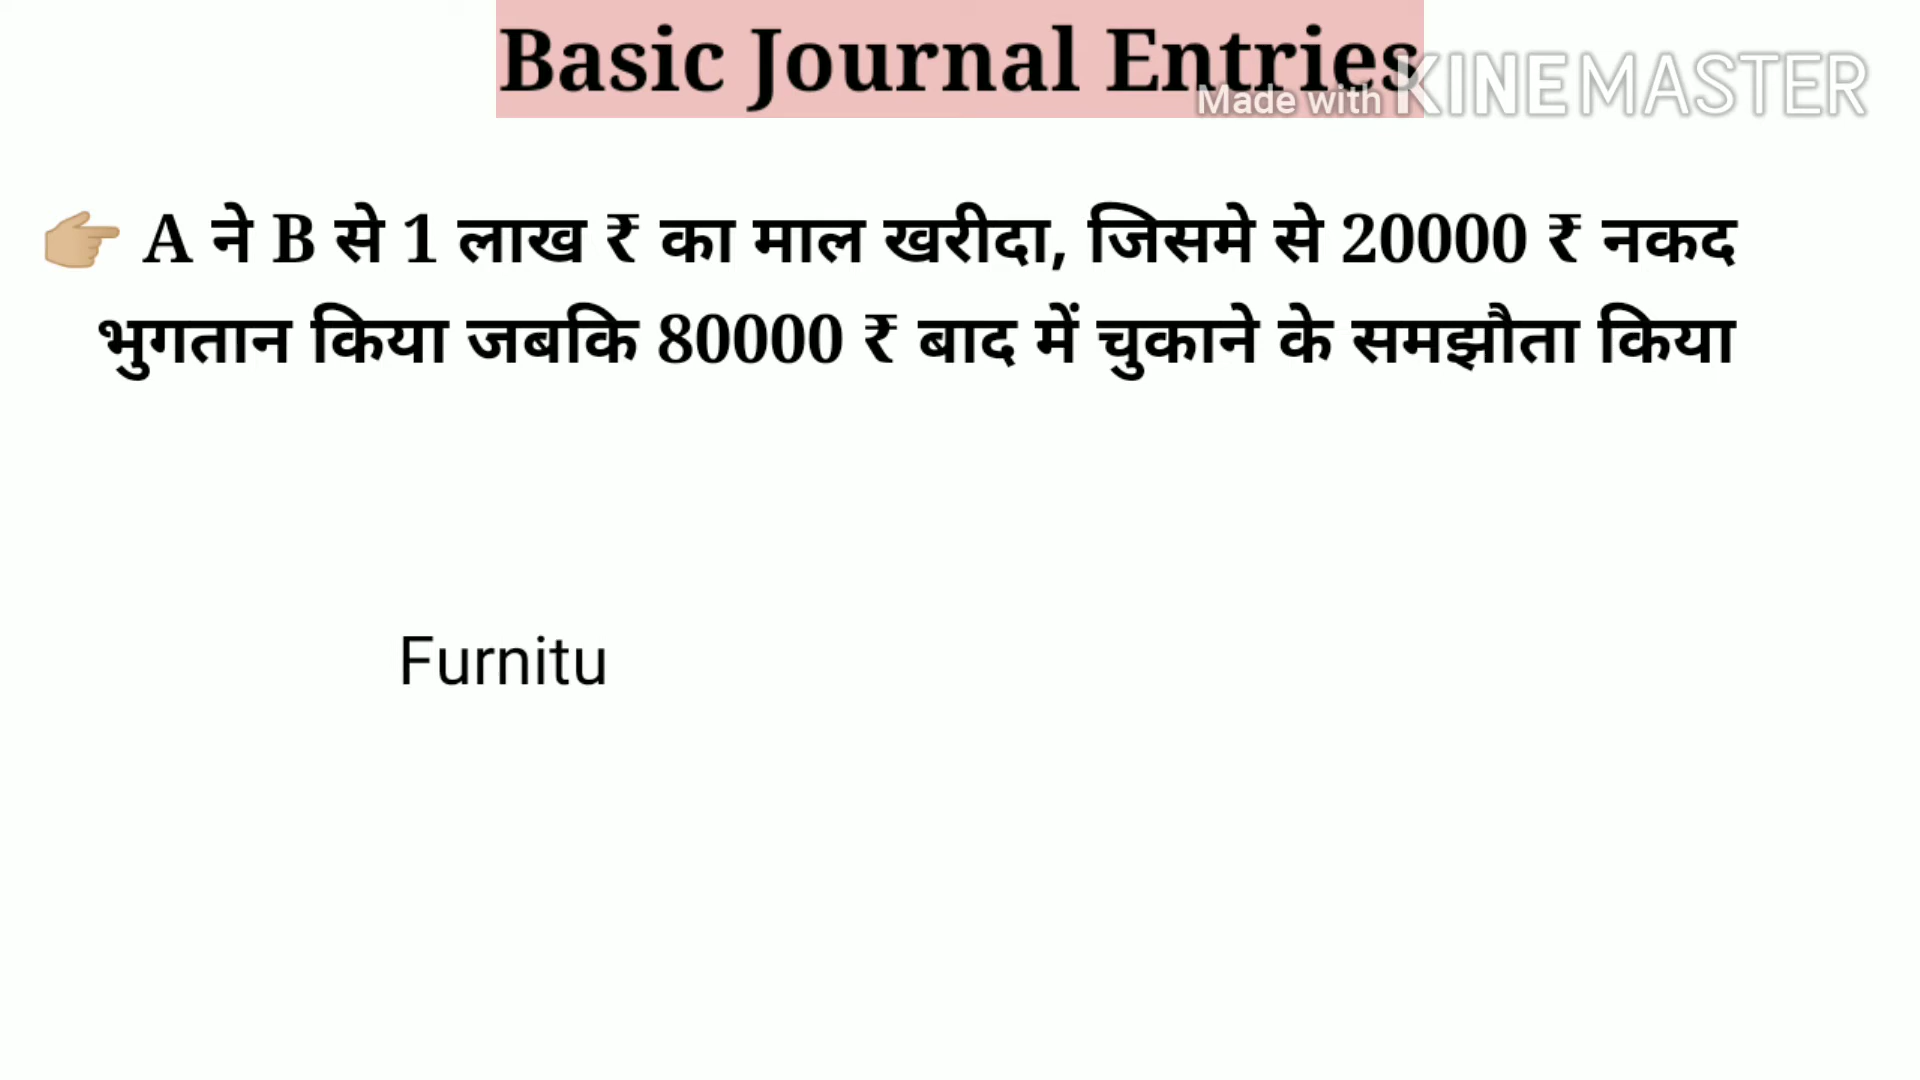 Basic Journal Entries
Made with KINEMASTER
👉🏼 A ने B से 1 लाख ₹ का माल खरीदा, जिसमे से 20000 ₹ नकद
भुगतान किया जबकि 80000 ₹ बाद में चुकाने के समझौता किया
Furnitu